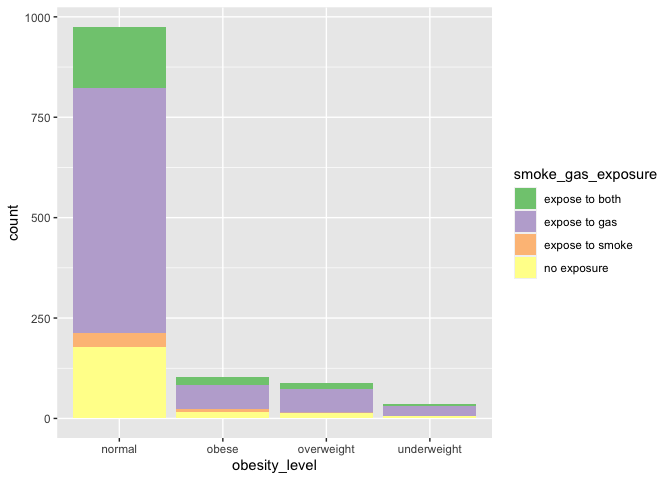 1000
750
500
250
0
count
normal
obese
overweight
underweight
obesity_level
smoke_gas_exposure
expose to both
expose to gas
expose to smoke
no exposure